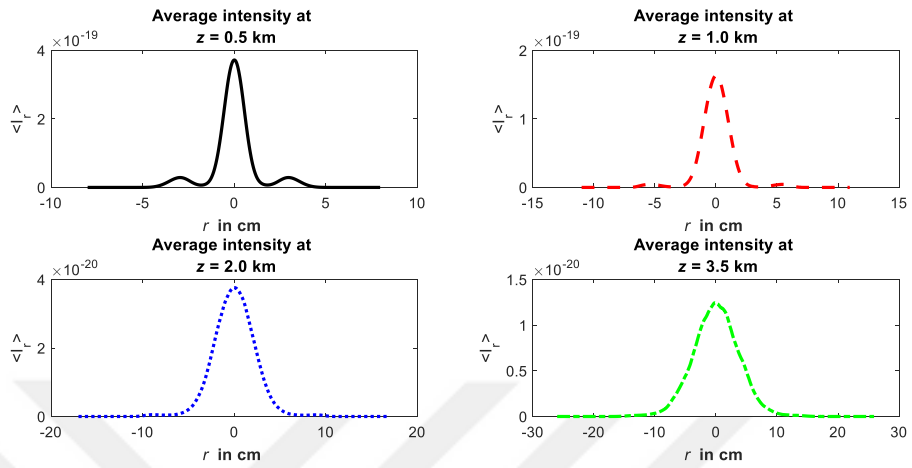 Average intensity at
z = 0.5 km
×10-19
4
2
0
<Ir>
-10 -5 0 5 10
r in cm
Average intensity at
z = 1.0 km
×10-19
2
1
0
<Ir>
-15 -10 -5 0 5 10 15
r in cm
Average intensity at
z = 2.0 km
×10-20
4
2
0
<Ir>
-20 -10 0 10 20
r in cm
Average intensity at
z = 3.5 km
×10-20
1.5
1
0.5
0
<Ir>
-30 -20 -10 0 10 20 30
r in cm